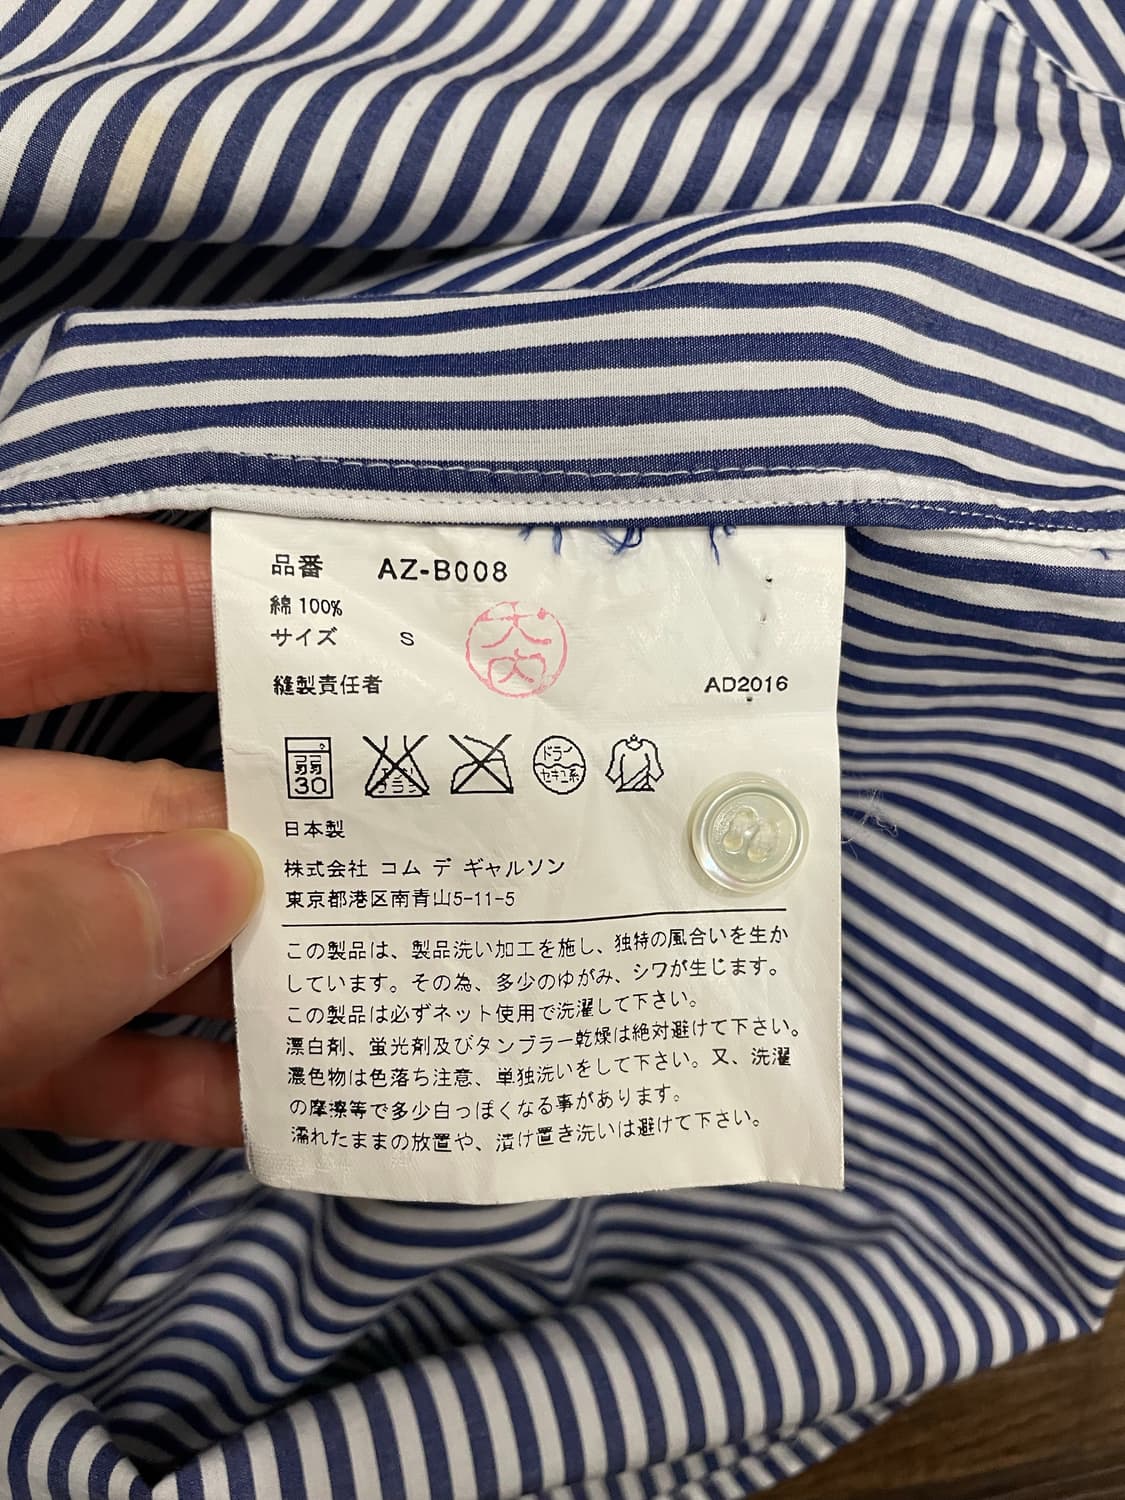 品番 AZ-B008
綿 100%
サイズ S
大内
縫製責任者 AD2016
弱
30
エンソ
サラシ
ドライ
セキユ系
日本製
株式会社 コム デ ギャルソン
東京都港区南青山5-11-5
この製品は、製品洗い加工を施し、独特の風合いを生か
しています。その為、多少のゆがみ、シワが生じます。
この製品は必ずネット使用で洗濯して下さい。
漂白剤、蛍光剤及びタンブラー乾燥は絶対避けて下さい。
濃色物は色落ち注意、単独洗いをして下さい。又、洗濯
の摩擦等で多少白っぽくなる事があります。
濡れたままの放置や、漬け置き洗いは避けて下さい。